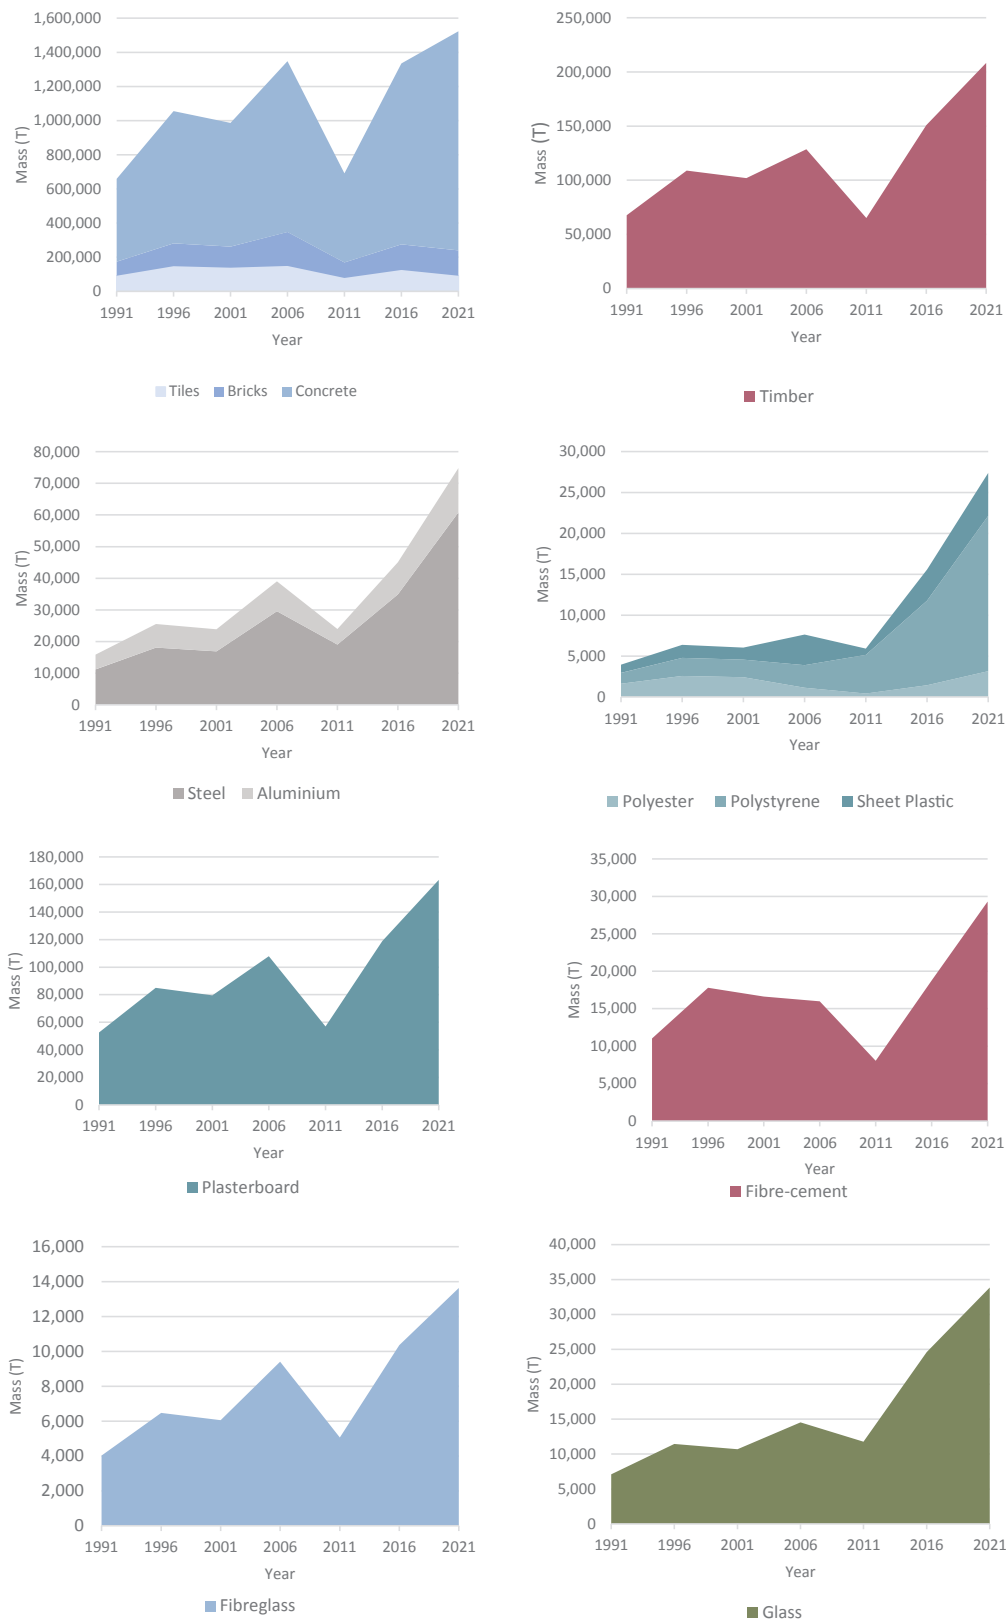 1,600,000
1,400,000
1,200,000
1,000,000
800,000
600,000
400,000
200,000
0
Mass (T)
1991 1996 2001 2006 2011 2016 2021
Year
Tiles Bricks Concrete
250,000
200,000
150,000
100,000
50,000
0
Mass (T)
1991 1996 2001 2006 2011 2016 2021
Year
Timber
80,000
70,000
60,000
50,000
40,000
30,000
20,000
10,000
0
Mass (T)
1991 1996 2001 2006 2011 2016 2021
Year
Steel Aluminium
30,000
25,000
20,000
15,000
10,000
5,000
0
Mass (T)
1991 1996 2001 2006 2011 2016 2021
Year
Polyester Polystyrene Sheet Plastic
180,000
160,000
140,000
120,000
100,000
80,000
60,000
40,000
20,000
0
Mass (T)
1991 1996 2001 2006 2011 2016 2021
Year
Plasterboard
35,000
30,000
25,000
20,000
15,000
10,000
5,000
0
Mass (T)
1991 1996 2001 2006 2011 2016 2021
Year
Fibre-cement
16,000
14,000
12,000
10,000
8,000
6,000
4,000
2,000
0
Mass (T)
1991 1996 2001 2006 2011 2016 2021
Year
Fibreglass
40,000
35,000
30,000
25,000
20,000
15,000
10,000
5,000
0
Mass (T)
1991 1996 2001 2006 2011 2016 2021
Year
Glass